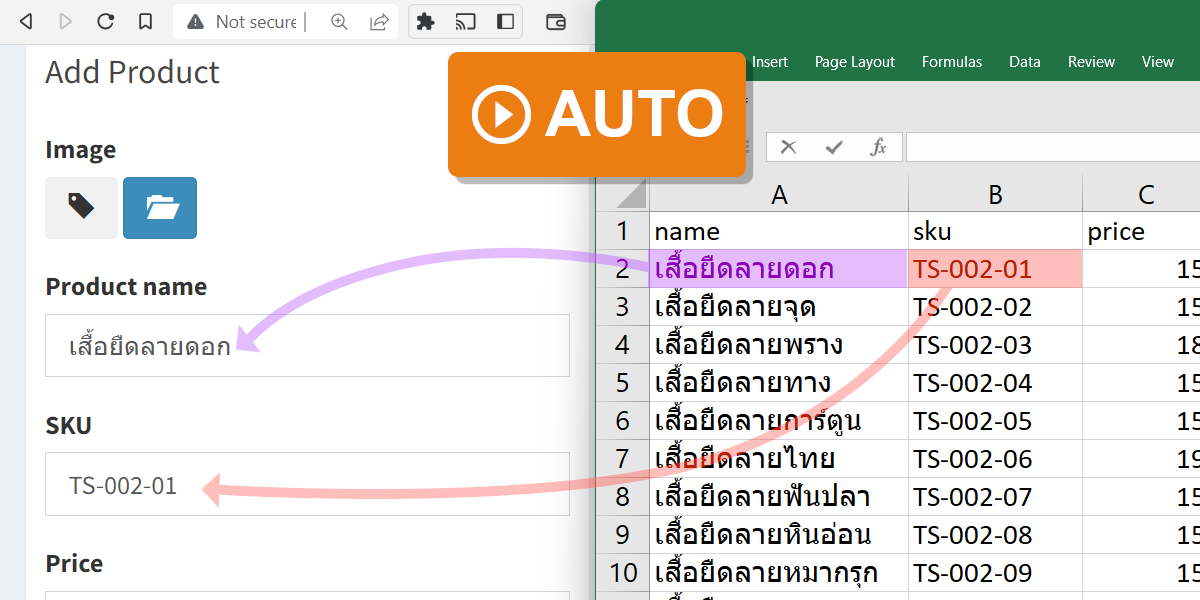 Not secure
Add Product
Image
Product name
เสื้อยืดลายดอก
SKU
TS-002-01
Price
AUTO
Insert Page Layout Formulas Data Review View
fx
A B C
1 name sku price
2 เสื้อยืดลายดอก TS-002-01 15
3 เสื้อยืดลายจุด TS-002-02 15
4 เสื้อยืดลายพราง TS-002-03 18
5 เสื้อยืดลายทาง TS-002-04 15
6 เสื้อยืดลายการ์ตูน TS-002-05 15
7 เสื้อยืดลายไทย TS-002-06 19
8 เสื้อยืดลายฟันปลา TS-002-07 15
9 เสื้อยืดลายหินอ่อน TS-002-08 15
10 เสื้อยืดลายหมากรุก TS-002-09 15